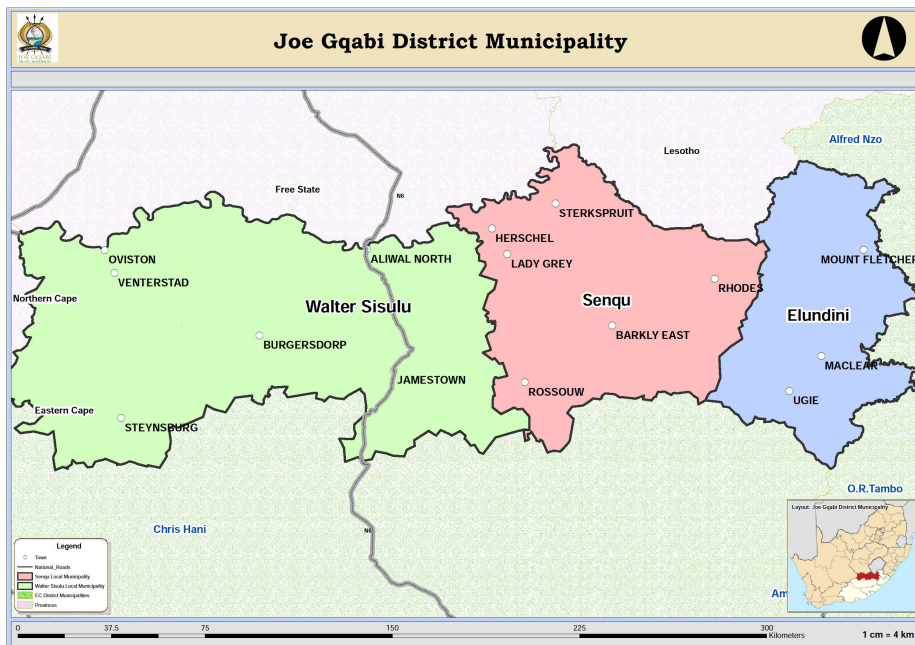 Joe Gqabi District Municipality
JOE GQABI
Alfred Nzo
Lesotho
Free State
N6
STERKSPRUIT
HERSCHEL
OVISTON
ALIWAL NORTH
LADY GREY
MOUNT FLETCHER
VENTERSTAD
RHODES
Northern Cape
Walter Sisulu
Senqu
Elundini
BARKLY EAST
BURGERSDORP
MACLEAR
JAMESTOWN
ROSSOUW
UGIE
Eastern Cape
STEYNSBURG
O.R.Tambo
Chris Hani
N6
Am
Layout: Joe Gqabi District Municipality
Legend
Town
National_Roads
Senqu Local Municipality
Walter Sisulu Local Municipality
EC District Municipalities
Provinces
0 37.5 75 150 225 300
Kilometers
1 cm = 4 km